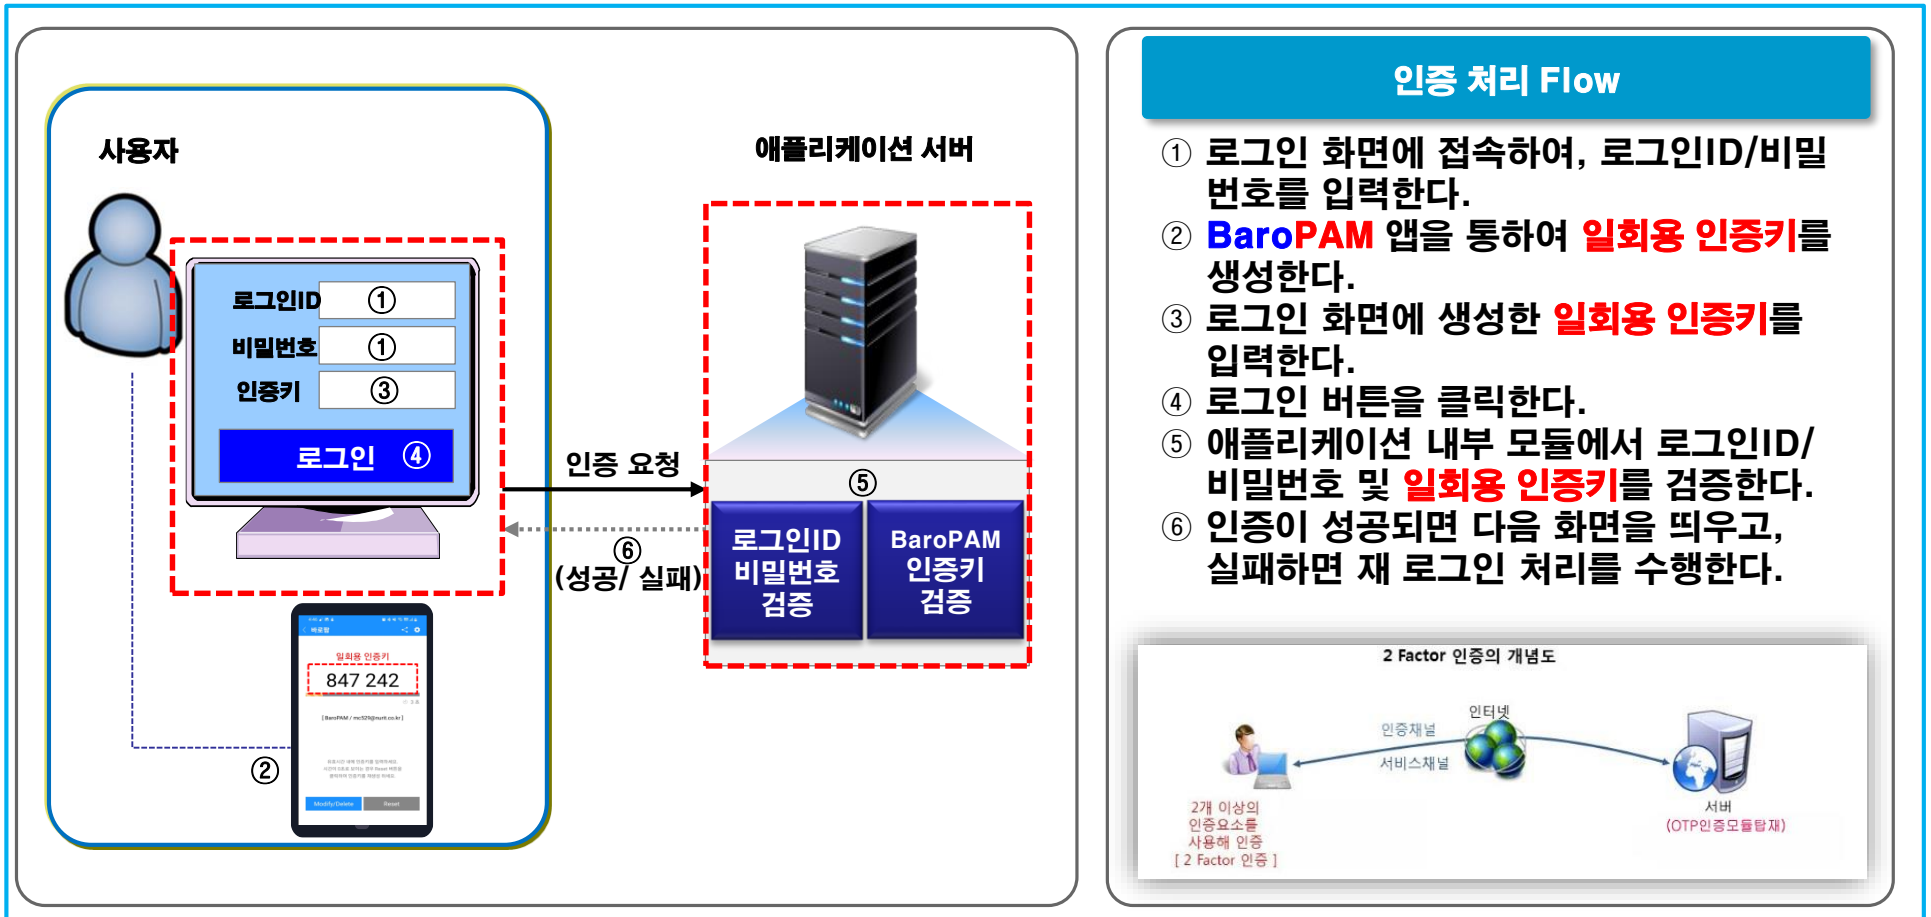 사용자
로그인ID ①
비밀번호 ①
인증키 ③
로그인 ④
바로팜
일회용 인증키
847 242
[ BaroPAM / mc529@nurit.co.kr ]
Modify/Delete Reset
②
인증 요청
⑥
(성공/ 실패)
애플리케이션 서버
⑤
로그인ID
비밀번호
검증
BaroPAM
인증키
검증
인증 처리 Flow
① 로그인 화면에 접속하여, 로그인ID/비밀
번호를 입력한다.
② BaroPAM 앱을 통하여 일회용 인증키를
생성한다.
③ 로그인 화면에 생성한 일회용 인증키를
입력한다.
④ 로그인 버튼을 클릭한다.
⑤ 애플리케이션 내부 모듈에서 로그인ID/
비밀번호 및 일회용 인증키를 검증한다.
⑥ 인증이 성공되면 다음 화면을 띄우고,
실패하면 재 로그인 처리를 수행한다.
2 Factor 인증의 개념도
인터넷
인증채널
서비스채널
2개 이상의
인증요소를
사용해 인증
[ 2 Factor 인증 ]
서버
(OTP인증모듈탑재)